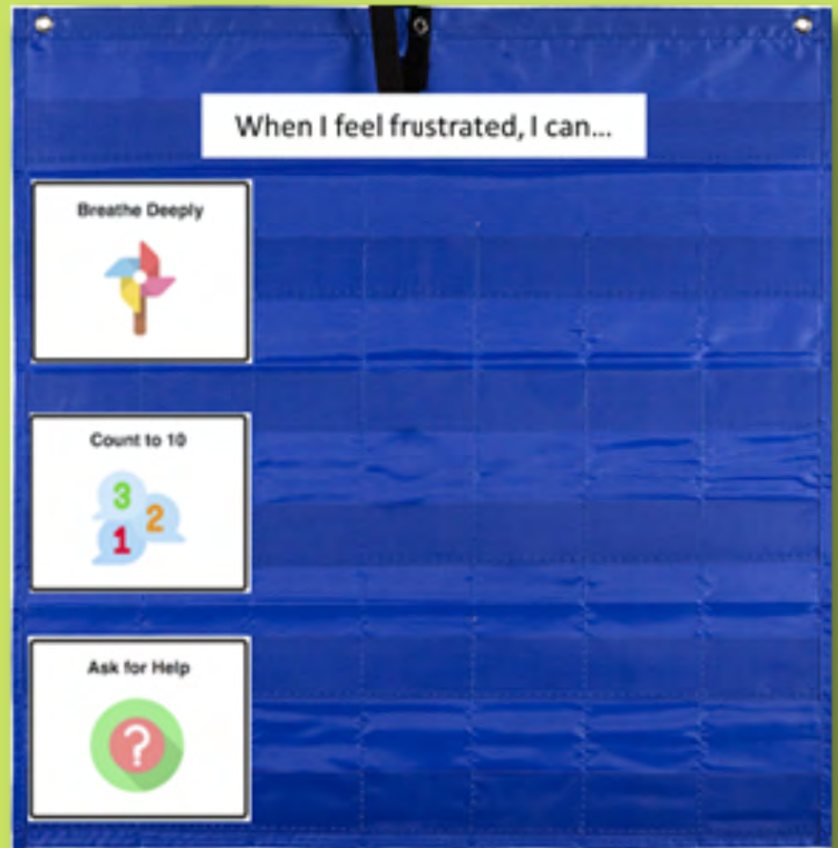 When I feel frustrated, I can...
Breathe Deeply
Count to 10
3
2
1
Ask for Help
?